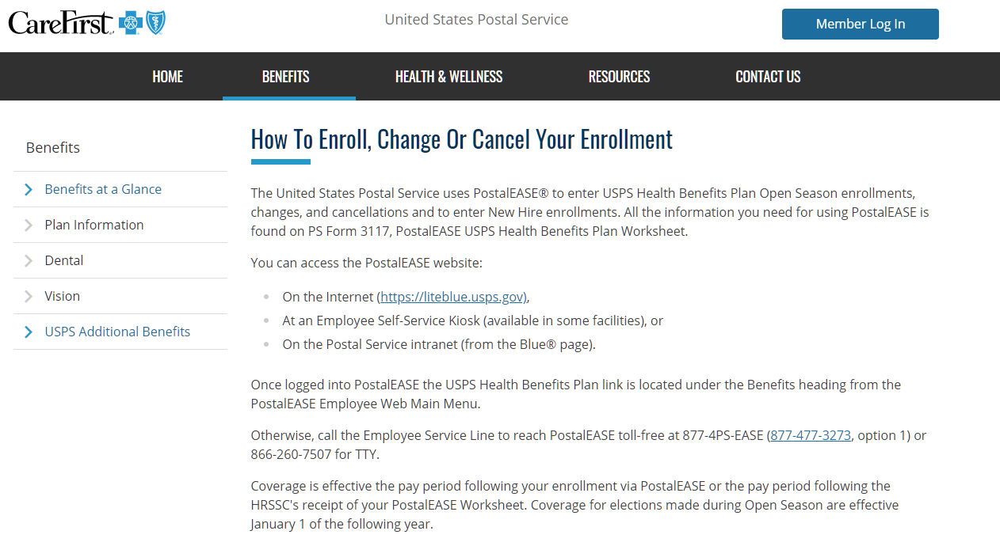 CareFirst
United States Postal Service
Member Log In
HOME
BENEFITS
HEALTH & WELLNESS
RESOURCES
CONTACT US
Benefits
Benefits at a Glance
Plan Information
Dental
Vision
USPS Additional Benefits
How To Enroll, Change Or Cancel Your Enrollment
The United States Postal Service uses PostalEASE® to enter USPS Health Benefits Plan Open Season enrollments,
changes, and cancellations and to enter New Hire enrollments. All the information you need for using PostalEASE is
found on PS Form 3117, PostalEASE USPS Health Benefits Plan Worksheet.
You can access the PostalEASE website:
On the Internet (https://liteblue.usps.gov),
At an Employee Self-Service Kiosk (available in some facilities), or
On the Postal Service intranet (from the Blue® page).
Once logged into PostalEASE the USPS Health Benefits Plan link is located under the Benefits heading from the
PostalEASE Employee Web Main Menu.
Otherwise, call the Employee Service Line to reach PostalEASE toll-free at 877-4PS-EASE (877-477-3273, option 1) or
866-260-7507 for TTY.
Coverage is effective the pay period following your enrollment via PostalEASE or the pay period following the
HRSSC's receipt of your PostalEASE Worksheet. Coverage for elections made during Open Season are effective
January 1 of the following year.